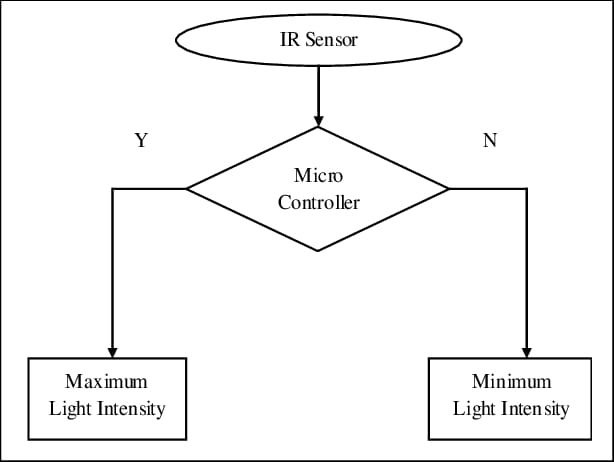 IR Sensor
Y
N
Micro
Controller
Maximum
Light Intensity
Minimum
Light Intensity